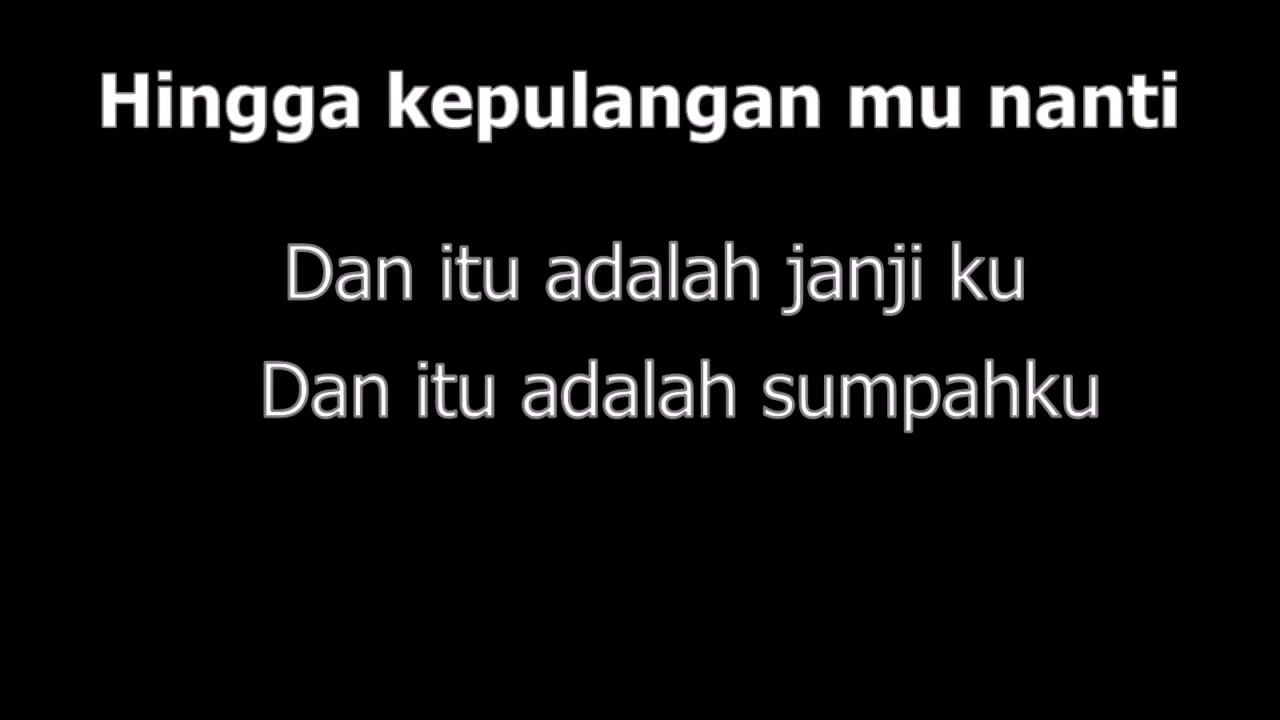 Hingga kepulangan mu nanti
Dan itu adalah janji ku
Dan itu adalah sumpahku